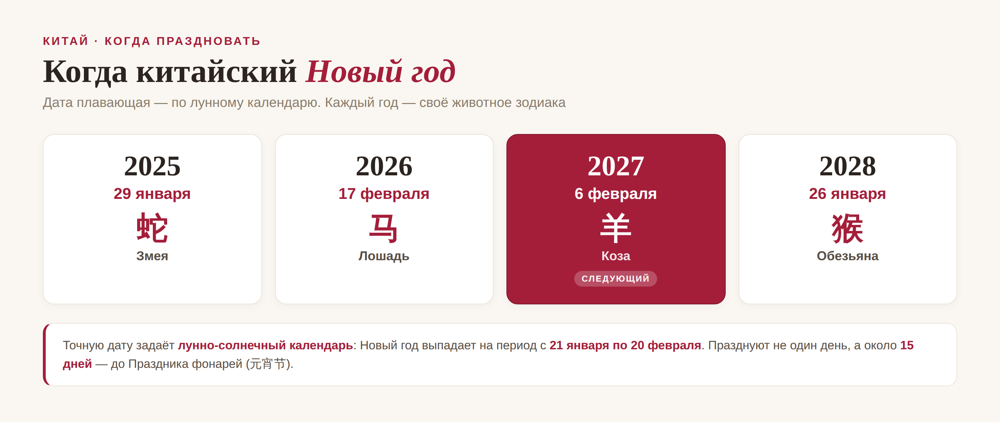 КИТАЙ · КОГДА ПРАЗДНОВАТЬ
Когда китайский Новый год
Дата плавающая — по лунному календарю. Каждый год — своё животное зодиака
2025
29 января
蛇
Змея
2026
17 февраля
马
Лошадь
2027
6 февраля
羊
Коза
СЛЕДУЮЩИЙ
2028
26 января
猴
Обезьяна
Точную дату задаёт лунно-солнечный календарь: Новый год выпадает на период с 21 января по 20 февраля. Празднуют не один день, а около 15
дней — до Праздника фонарей (元宵节).